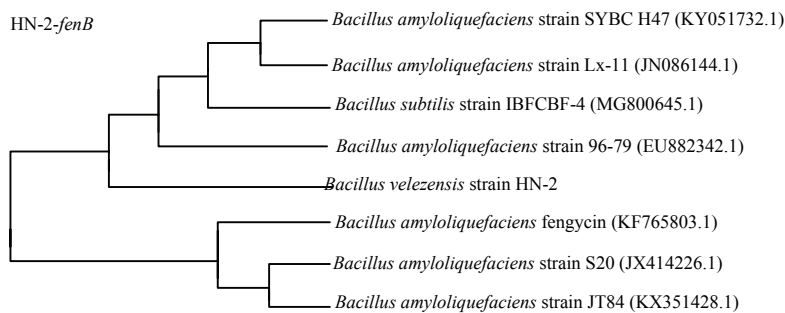 HN-2-fenB
Bacillus amyloliquefaciens strain SYBC H47 (KY051732.1)
Bacillus amyloliquefaciens strain Lx-11 (JN086144.1)
Bacillus subtilis strain IBFCBF-4 (MG800645.1)
Bacillus amyloliquefaciens strain 96-79 (EU882342.1)
Bacillus velezensis strain HN-2
Bacillus amyloliquefaciens fengycin (KF765803.1)
Bacillus amyloliquefaciens strain S20 (JX414226.1)
Bacillus amyloliquefaciens strain JT84 (KX351428.1)